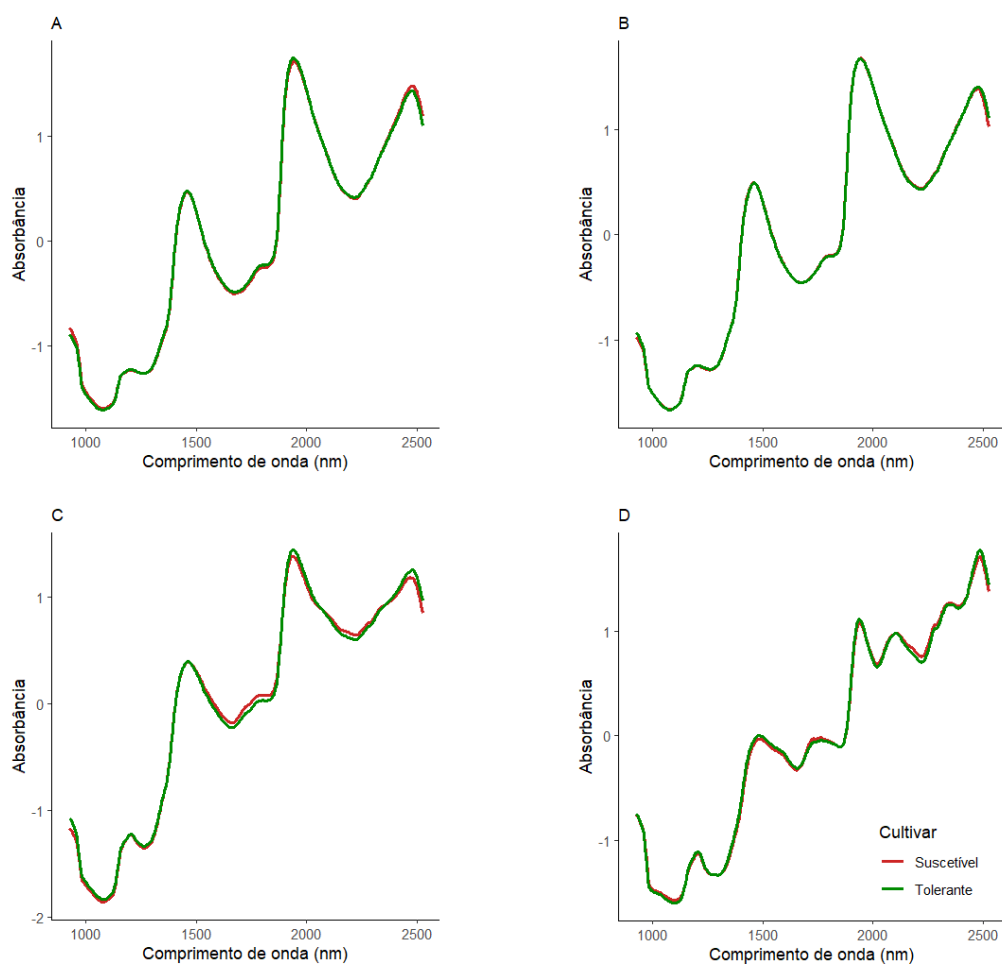 A
1
0
-1
Absorbância
1000 1500 2000 2500
Comprimento de onda (nm)
B
1
0
-1
Absorbância
1000 1500 2000 2500
Comprimento de onda (nm)
C
1
0
-1
-2
Absorbância
1000 1500 2000 2500
Comprimento de onda (nm)
D
1
0
-1
Absorbância
Cultivar
Suscetível
Tolerante
1000 1500 2000 2500
Comprimento de onda (nm)